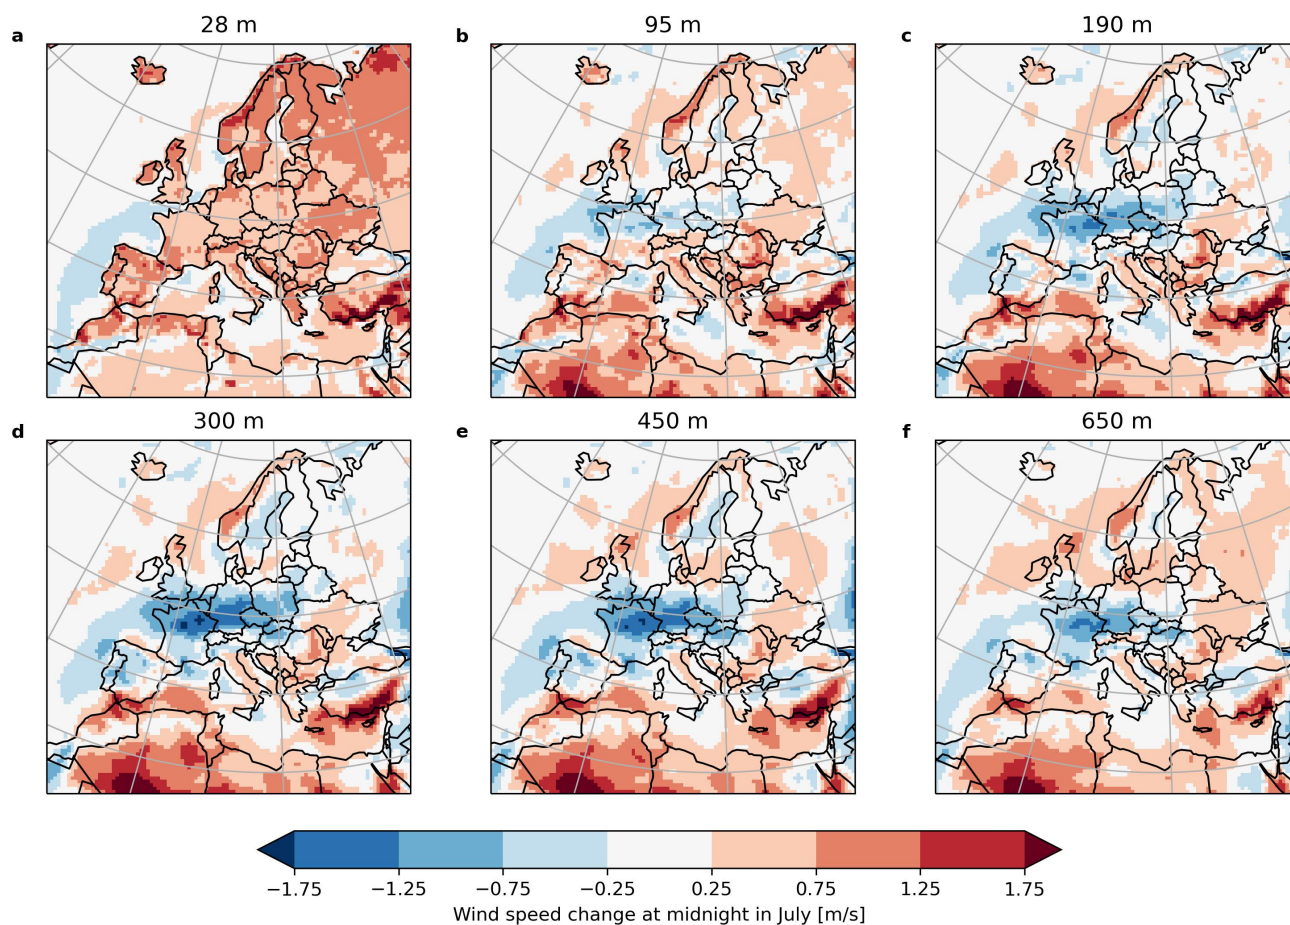 a
28 m
b
95 m
c
190 m
d
300 m
e
450 m
f
650 m
−1.75
−1.25
−0.75
−0.25
0.25
0.75
1.25
1.75
Wind speed change at midnight in July [m/s]